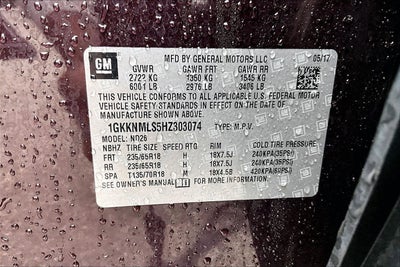 GM
MFD BY GENERAL MOTORS LLC 05/17
GVWR GAWR FRT GAWR RR
2722 KG 1350 KG 1545 KG
6001 LB 2976 LB 3406 LB
THIS VEHICLE CONFORMS TO ALL APPLICABLE
U.S. FEDERAL MOTOR VEHICLE SAFETY AND THEFT
PREVENTION STANDARDS IN EFFECT ON THE DATE OF
MANUFACTURE SHOWN ABOVE.
1GKKNMLS5HZ303074 TYPE: M.P.V.
MODEL: NO26
NBHZ TIRE SIZE SPEED RTG RIM COLD TIRE PRESSURE
FRT 235/65R18 H 18X7.5J 240KPA(35PSI)
RR 235/65R18 H 18X7.5J 240KPA(35PSI)
SPA T135/70R18 M 18X4.5B 420KPA(60PSI)
SEE OWNER'S MANUAL FOR ADDITIONAL INFORMATION.